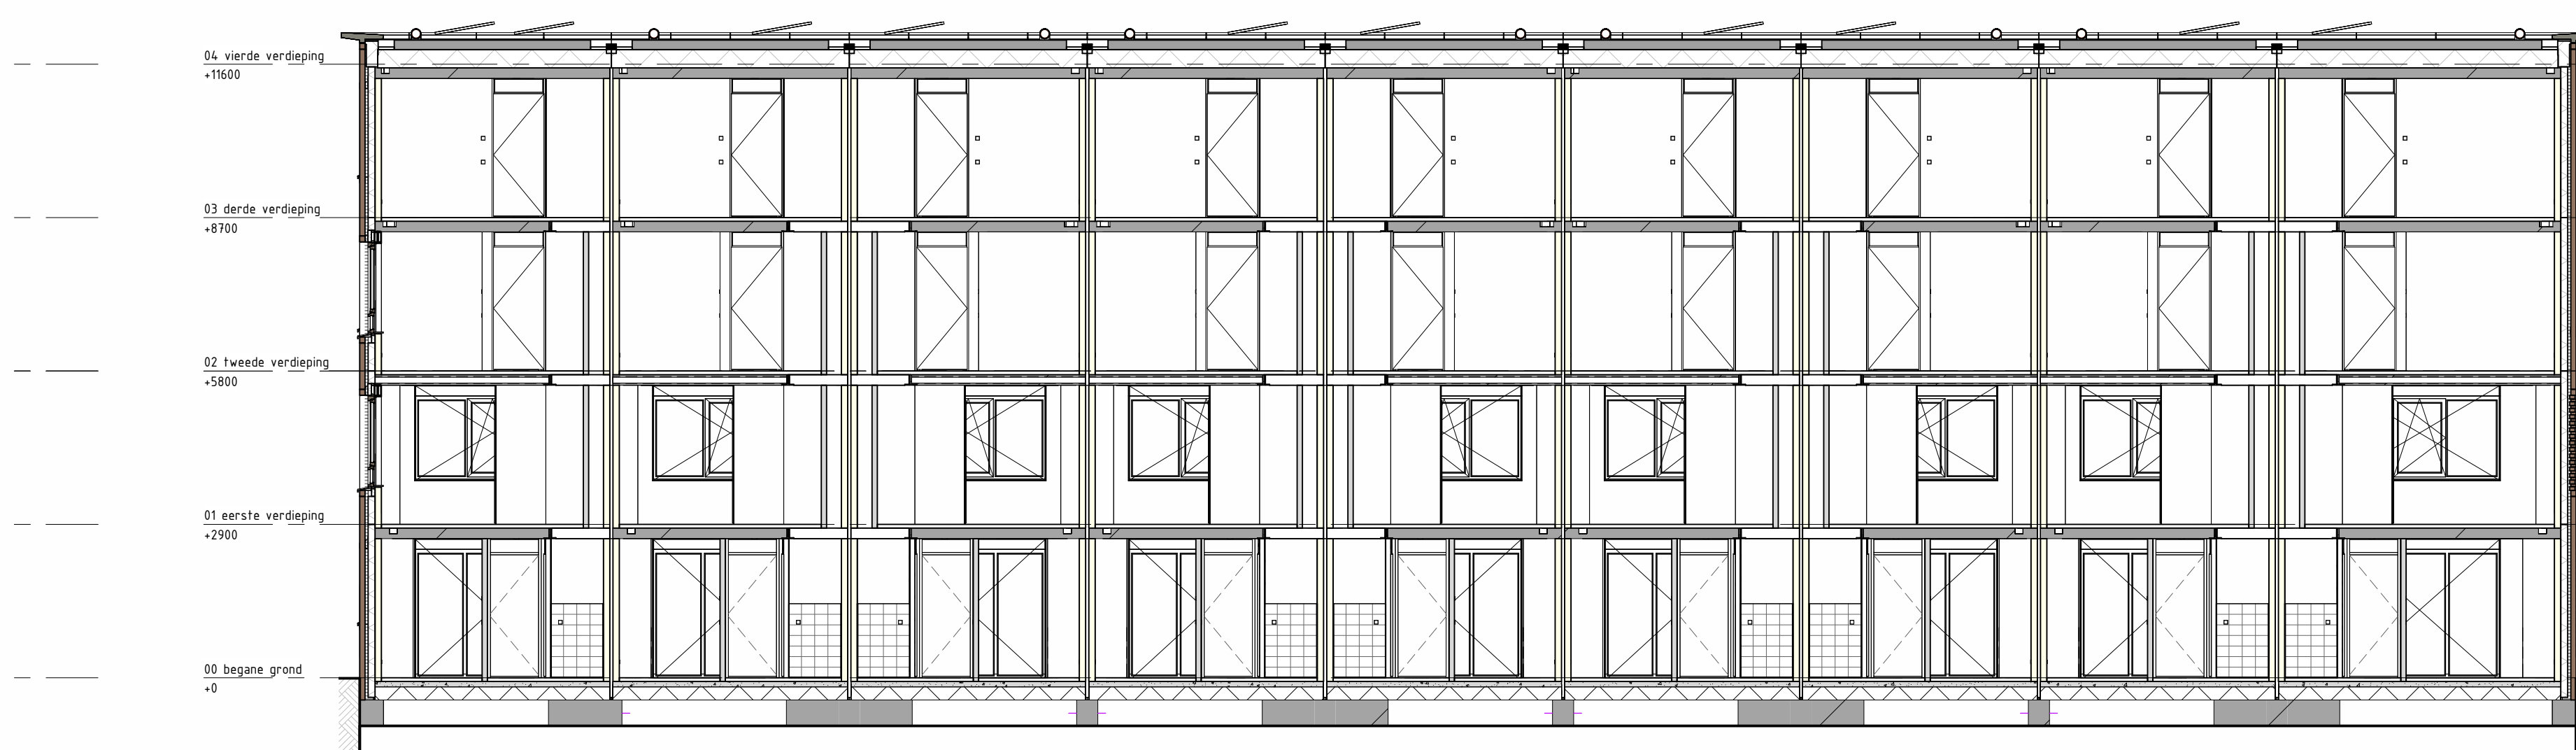 04 vierde verdieping
+11600
03 derde verdieping
+8700
02 tweede verdieping
+5800
01 eerste verdieping
+2900
00 begane grond
+0